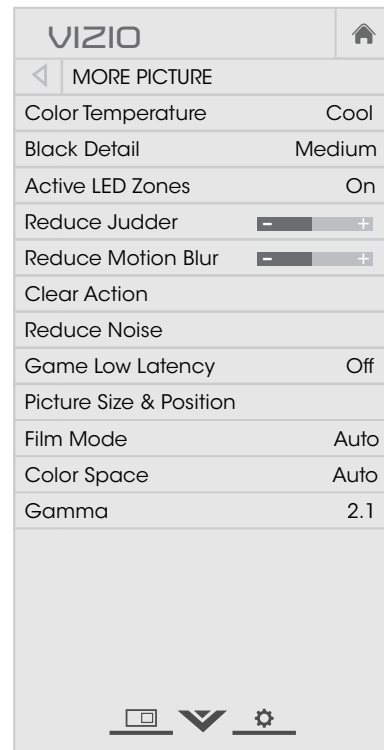 VIZIO
MORE PICTURE
Color Temperature Cool
Black Detail Medium
Active LED Zones On
Reduce Judder - +
Reduce Motion Blur - +
Clear Action
Reduce Noise
Game Low Latency Off
Picture Size & Position
Film Mode Auto
Color Space Auto
Gamma 2.1